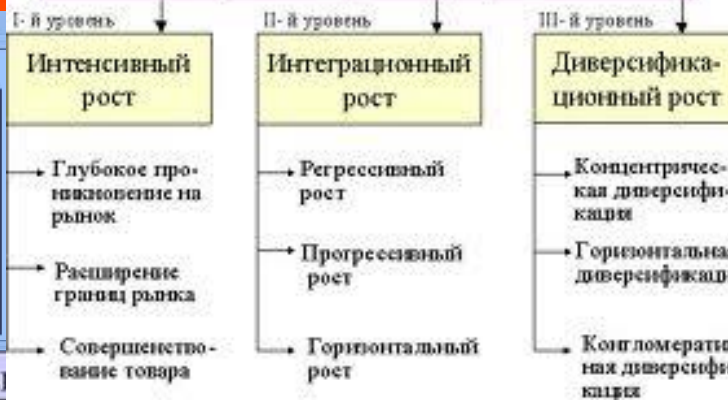 I- й уровень
Интенсивный
рост
Глубокое про-
никновение на
рынок
Расширение
границ рынка
Совершенство-
вание товара
II- й уровень
Интеграционный
рост
Регрессивный
рост
Прогрессивный
рост
Горизонтальный
рост
III- й уровень
Диверсифика-
ционный рост
Концентричес-
кая диверсифи-
кация
Горизонтальна
диверсификаци
Конгломерати
ная диверсифи
кация